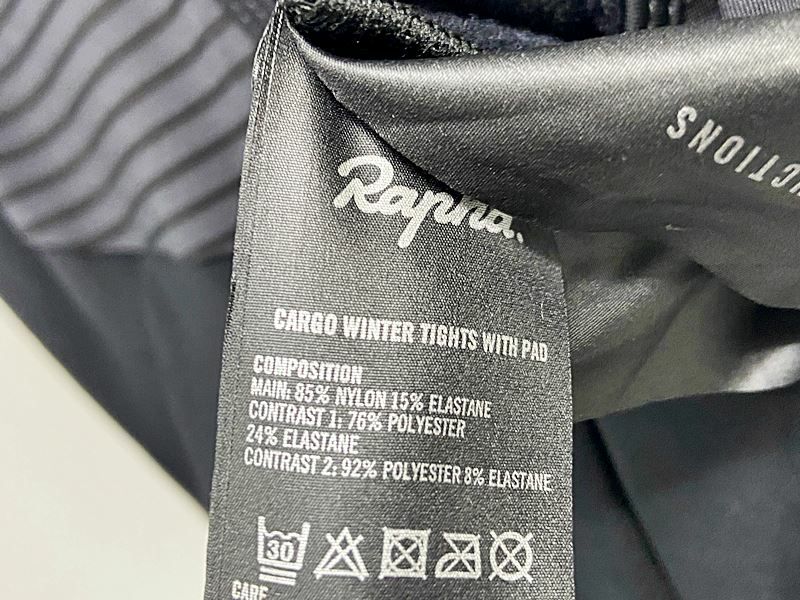 Rapha.
CTIONS
CARGO WINTER TIGHTS WITH PAD
COMPOSITION
MAIN: 85% NYLON 15% ELASTANE
CONTRAST 1: 76% POLYESTER
24% ELASTANE
CONTRAST 2: 92% POLYESTER 8% ELASTANE
30
CARE